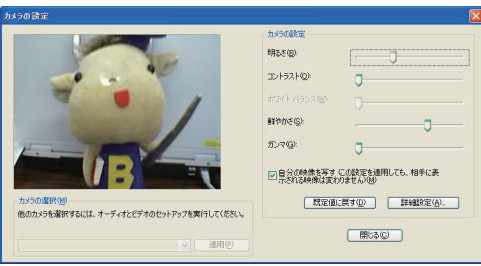 カメラの設定
カメラの設定
明るさ(B):
コントラスト(O):
ホワイト バランス(W):
鮮やかさ(S):
ガンマ(G):
自分の映像を写す (この設定を適用しても、相手に表
示される映像は変わりません)(M)
既定値に戻す(D)
詳細設定(A)...
カメラの選択(M)
他のカメラを選択するには、オーディオとビデオのセットアップを実行してください。
適用(P)
閉じる(C)
B